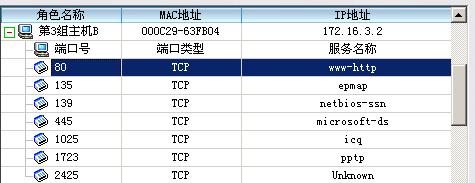 角色名称 MAC地址 IP地址
第3组主机B 000C29-63FB04 172.16.3.2
端口号 端口类型 服务名称
80 TCP www-http
135 TCP epmap
139 TCP netbios-ssn
445 TCP microsoft-ds
1025 TCP icq
1723 TCP pptp
2425 TCP Unknown